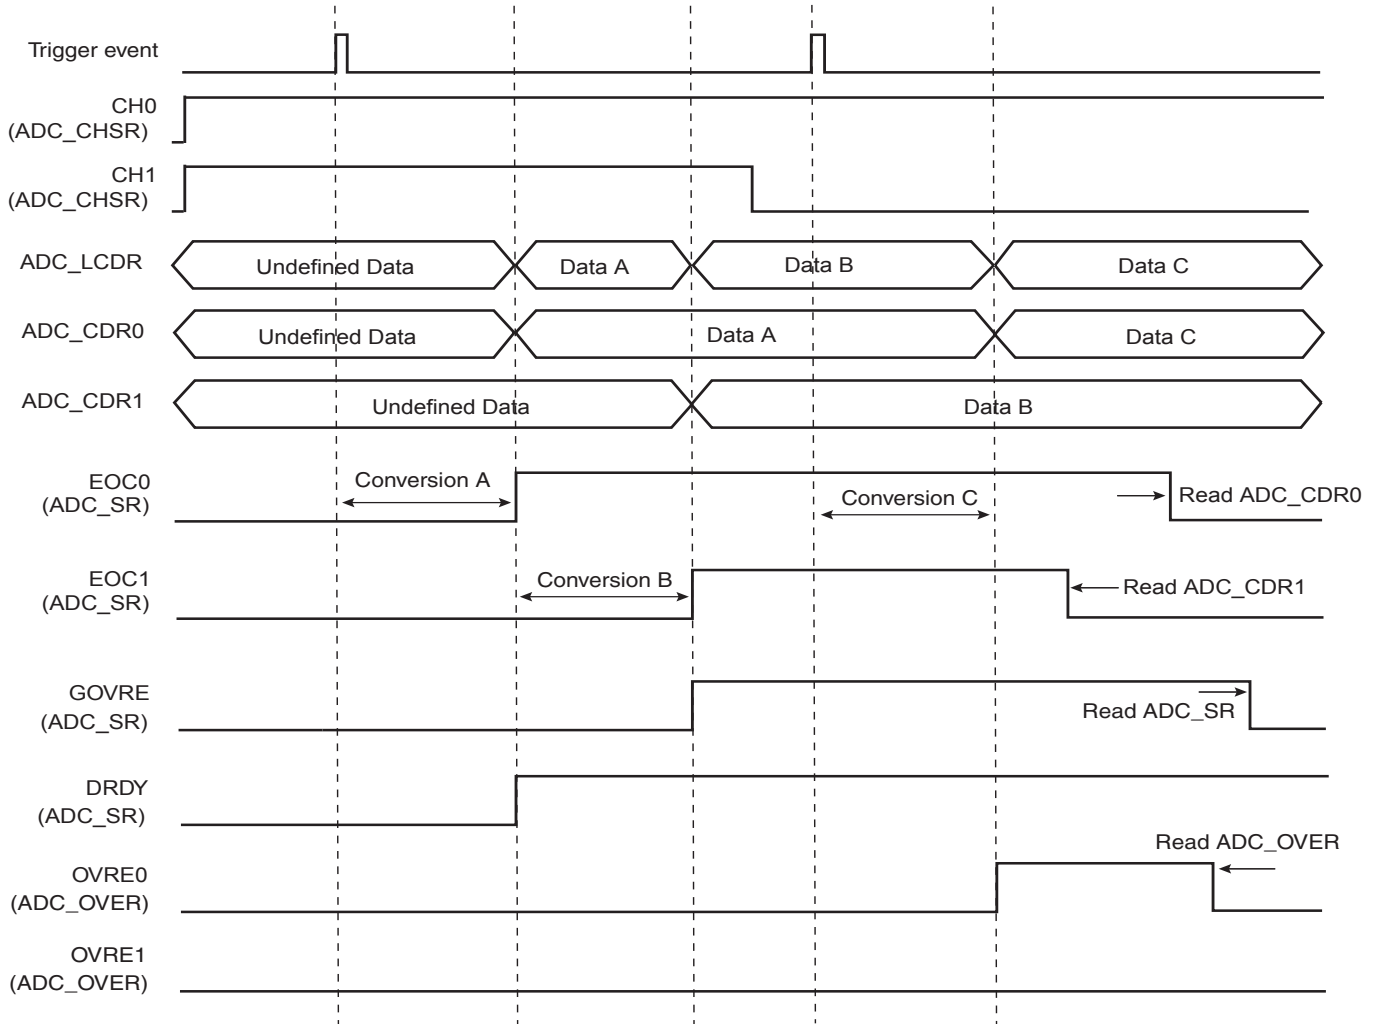 Trigger event
CH0
(ADC_CHSR)
CH1
(ADC_CHSR)
ADC_LCDR
Undefined Data
Data A
Data B
Data C
ADC_CDR0
Undefined Data
Data A
Data C
ADC_CDR1
Undefined Data
Data B
EOC0
(ADC_SR)
Conversion A
Conversion C
Read ADC_CDR0
EOC1
(ADC_SR)
Conversion B
Read ADC_CDR1
GOVRE
(ADC_SR)
Read ADC_SR
DRDY
(ADC_SR)
Read ADC_OVER
OVRE0
(ADC_OVER)
OVRE1
(ADC_OVER)